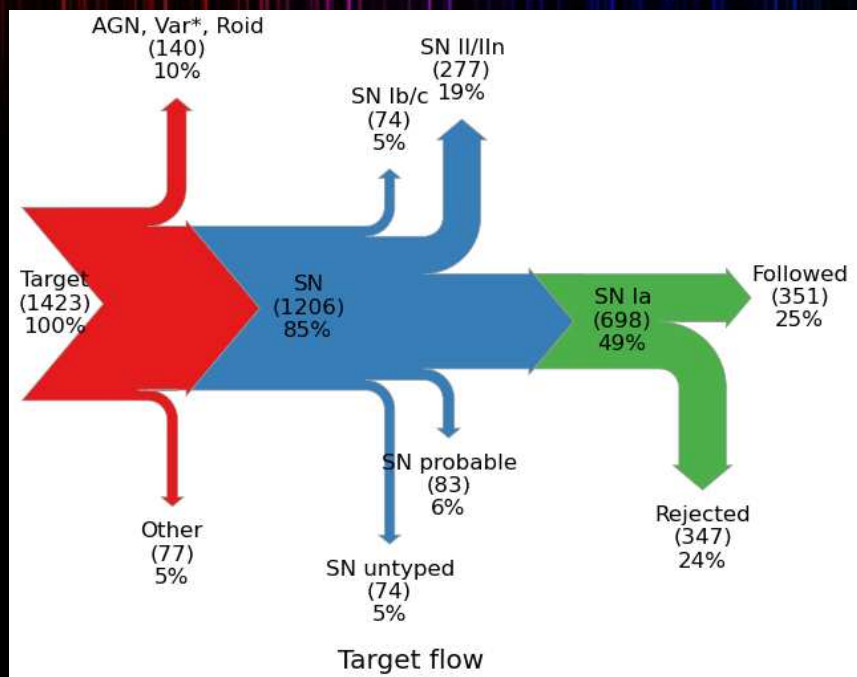 AGN, Var*, Roid
(140)
10%
SN II/IIn
(277)
19%
SN Ib/c
(74)
5%
Target
(1423)
100%
SN
(1206)
85%
SN Ia
(698)
49%
Followed
(351)
25%
SN probable
(83)
6%
Other
(77)
5%
SN untyped
(74)
5%
Rejected
(347)
24%
Target flow